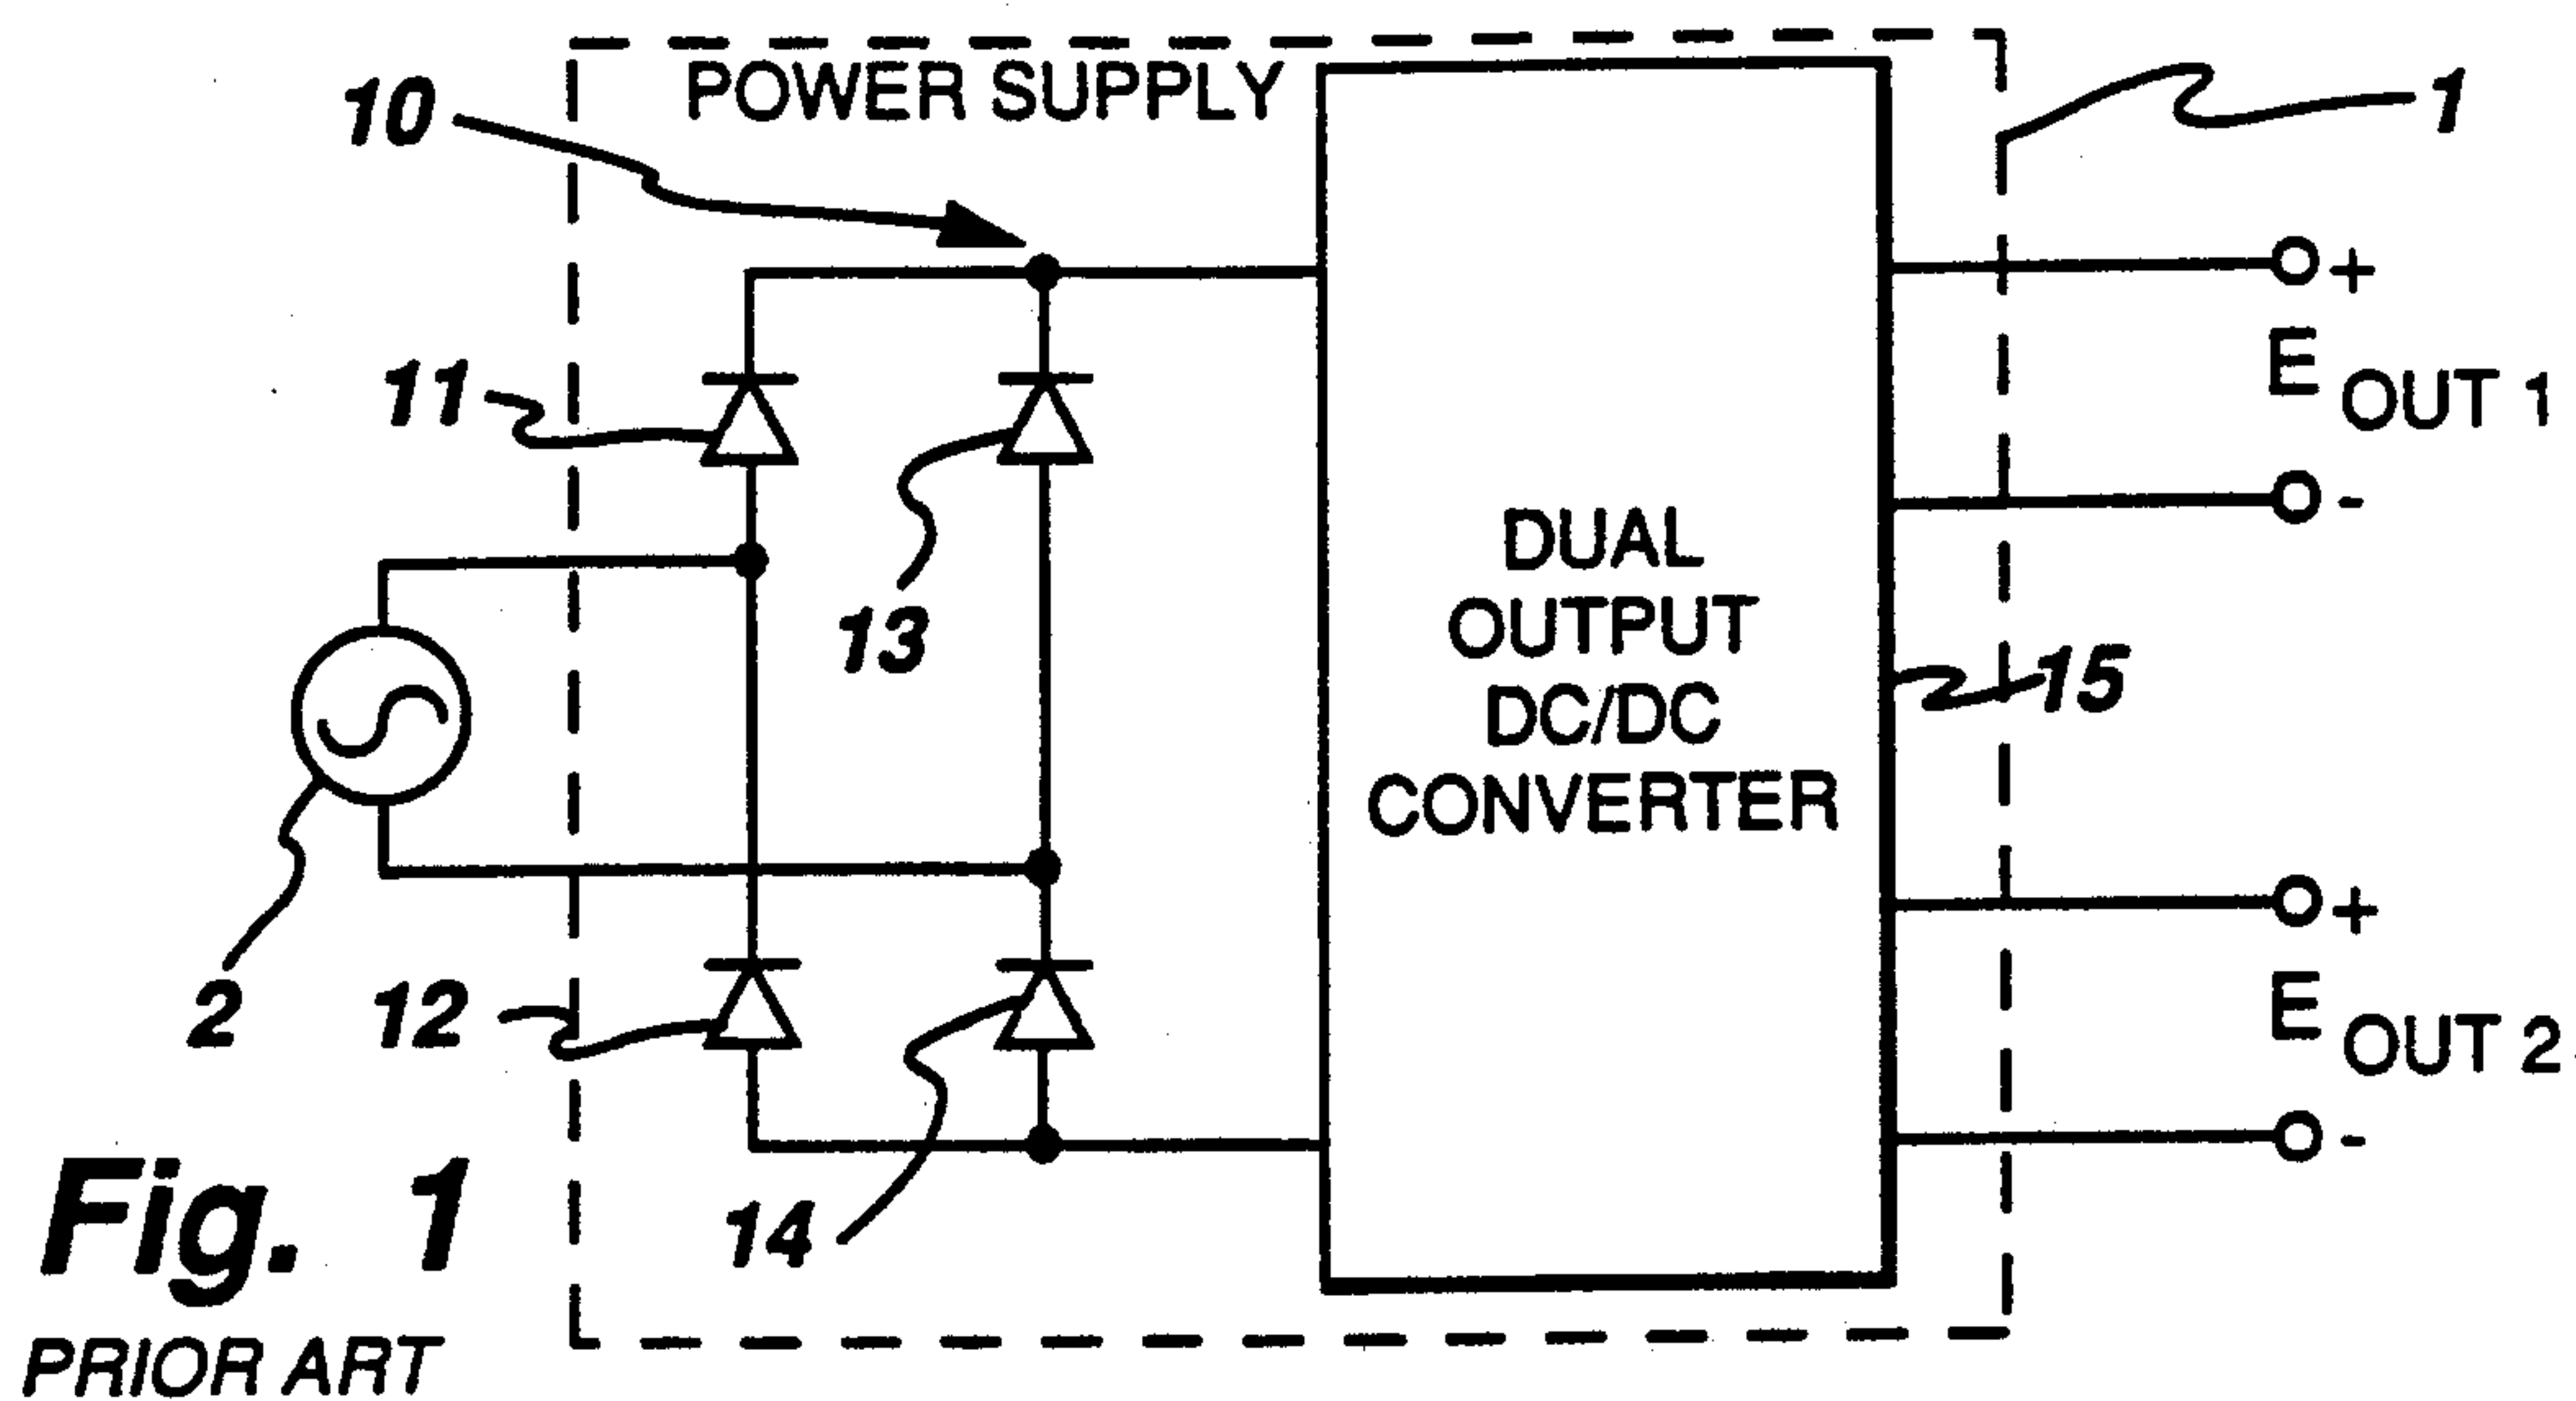 POWER SUPPLY
10
1
11
13
+
E OUT 1
-
DUAL
OUTPUT
DC/DC
CONVERTER
15
2
12
14
+
E OUT 2
-
Fig. 1
PRIOR ART